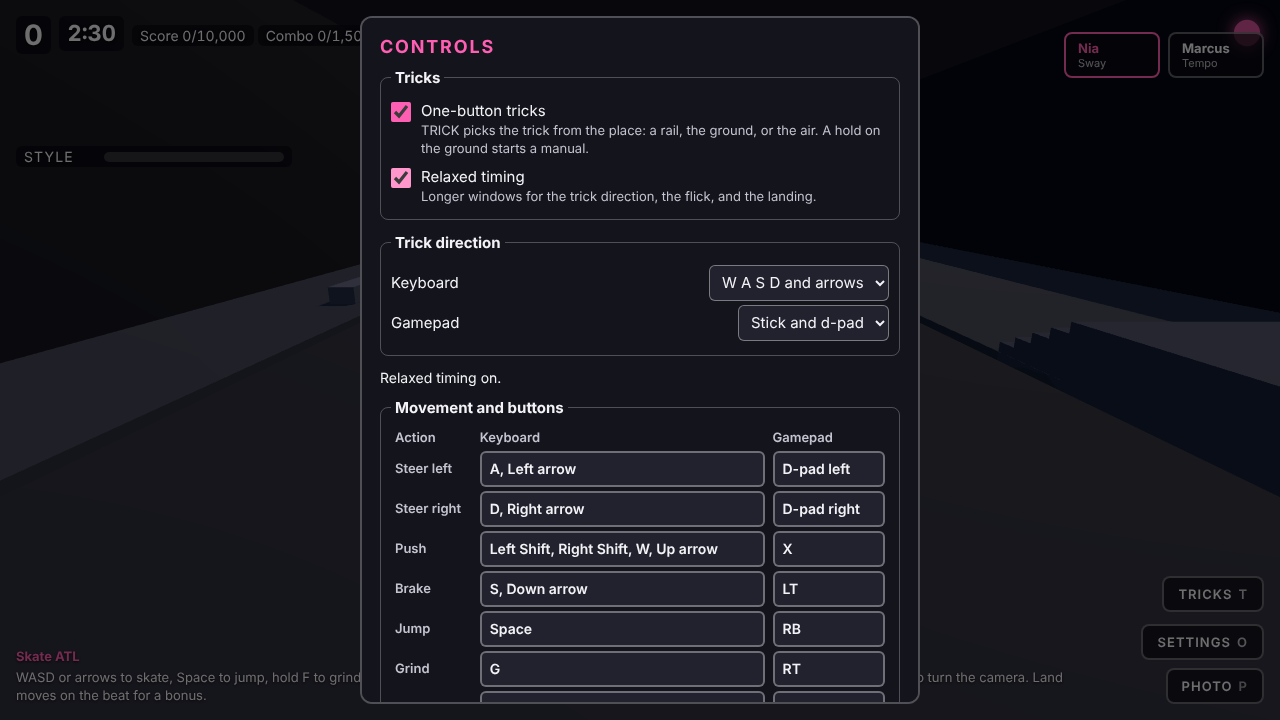 0
2:30
Score 0/10,000
Combo 0/1,50
Nia
Sway
Marcus
Tempo
STYLE
CONTROLS
Tricks
One-button tricks
TRICK picks the trick from the place: a rail, the ground, or the air. A hold on
the ground starts a manual.
Relaxed timing
Longer windows for the trick direction, the flick, and the landing.
Trick direction
Keyboard
W A S D and arrows
Gamepad
Stick and d-pad
Relaxed timing on.
Movement and buttons
Action Keyboard Gamepad
Steer left A, Left arrow D-pad left
Steer right D, Right arrow D-pad right
Push Left Shift, Right Shift, W, Up arrow X
Brake S, Down arrow LT
Jump Space RB
Grind G RT
TRICKS T
SETTINGS O
PHOTO P
Skate ATL
WASD or arrows to skate, Space to jump, hold F to grind
turn the camera. Land
moves on the beat for a bonus.